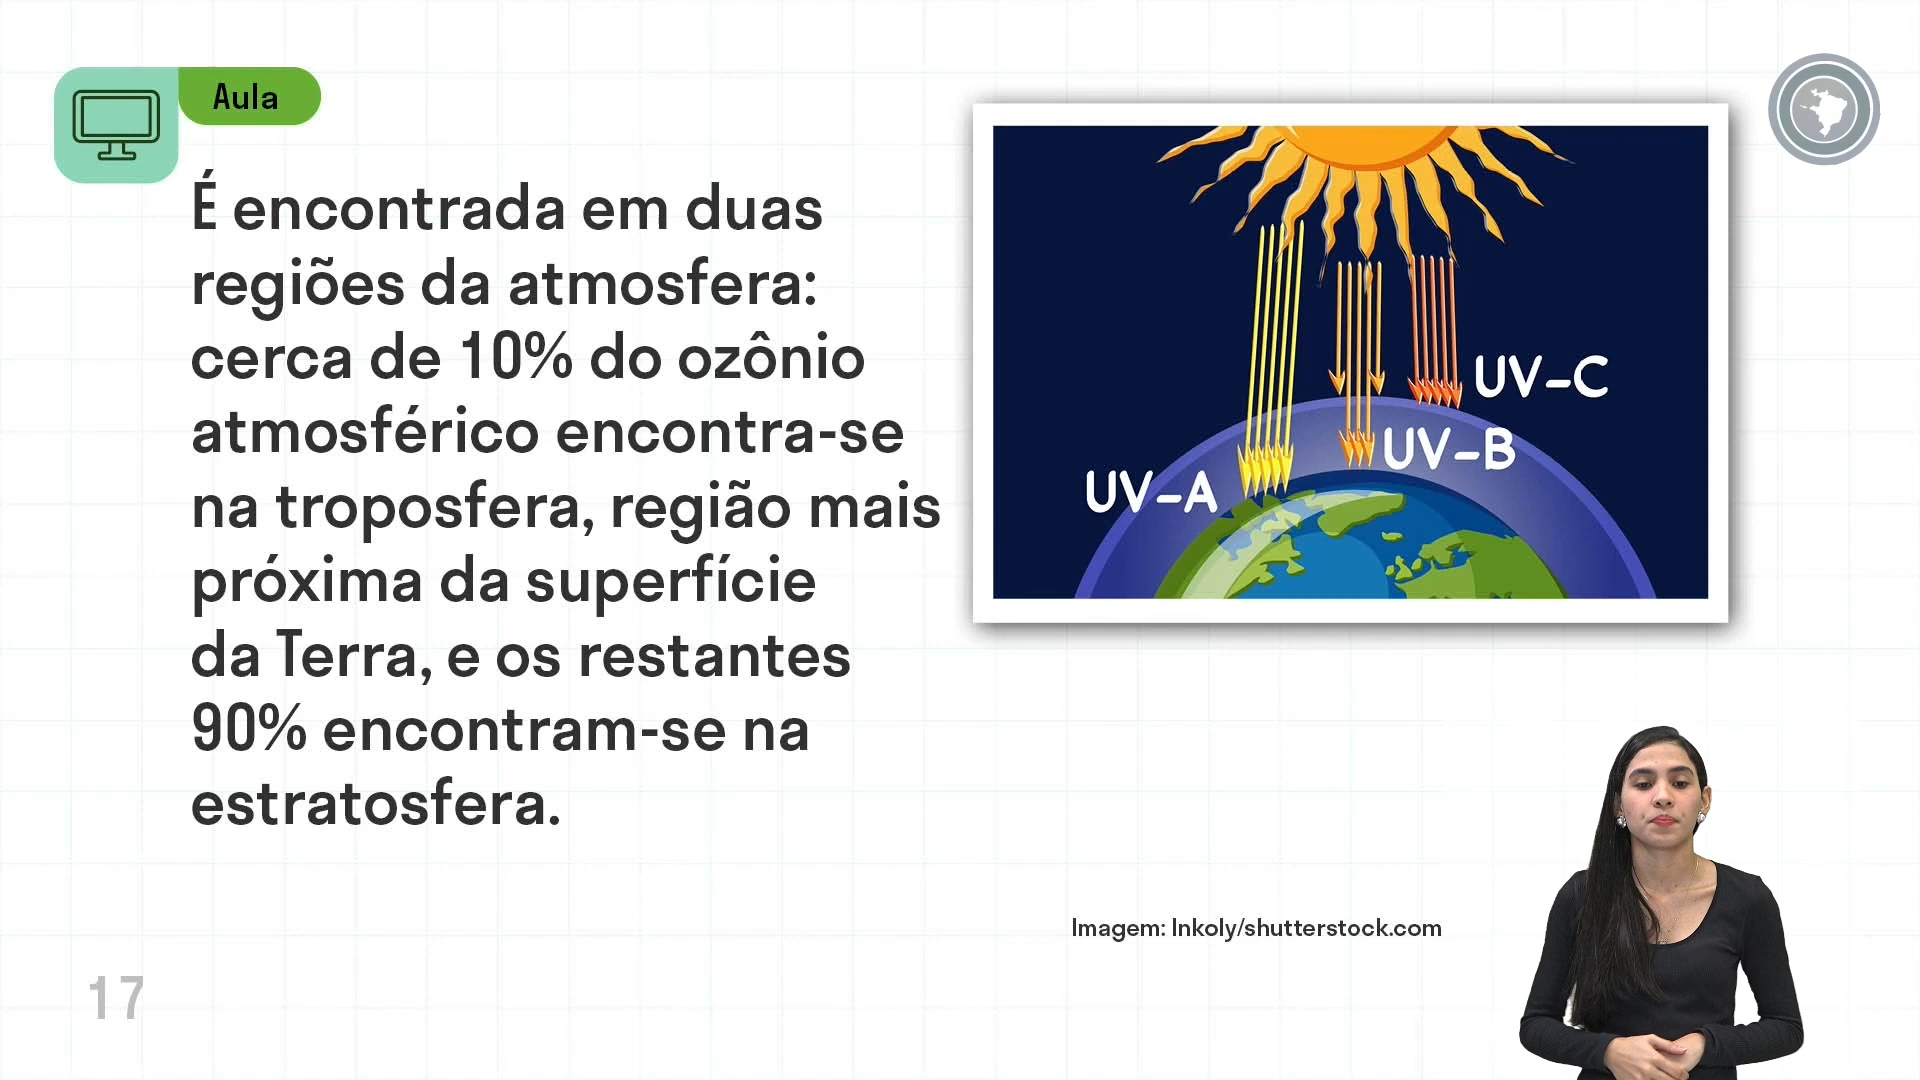 Aula
É encontrada em duas
regiões da atmosfera:
cerca de 10% do ozônio
atmosférico encontra-se
na troposfera, região mais
próxima da superfície
da Terra, e os restantes
90% encontram-se na
estratosfera.
UV-C
UV-B
UV-A
Imagem: Inkoly/shutterstock.com
17